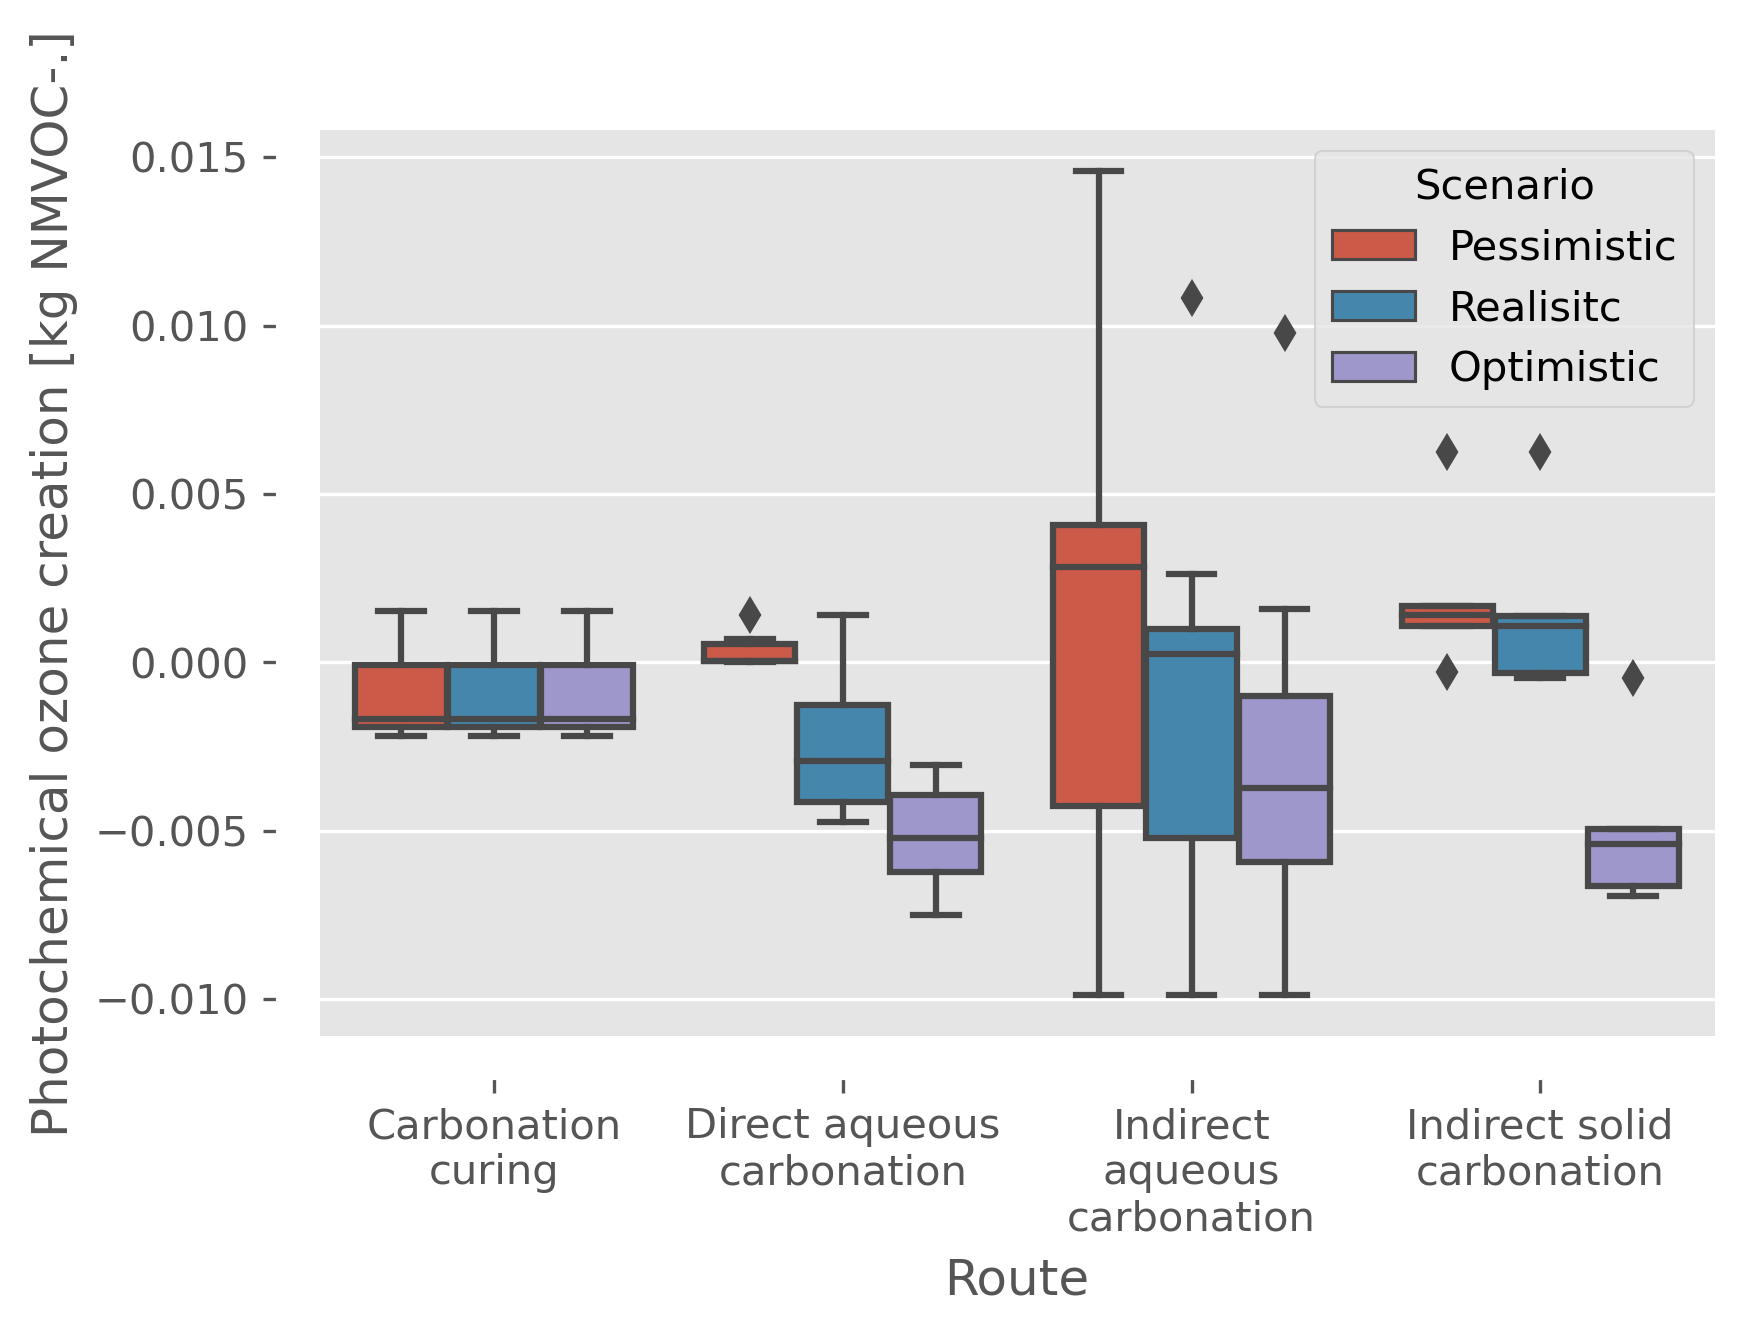 Photochemical ozone creation [kg NMVOC-.]
0.015
0.010
0.005
0.000
−0.005
−0.010
Scenario
Pessimistic
Realisitc
Optimistic
Carbonation
curing
Direct aqueous
carbonation
Indirect
aqueous
carbonation
Indirect solid
carbonation
Route